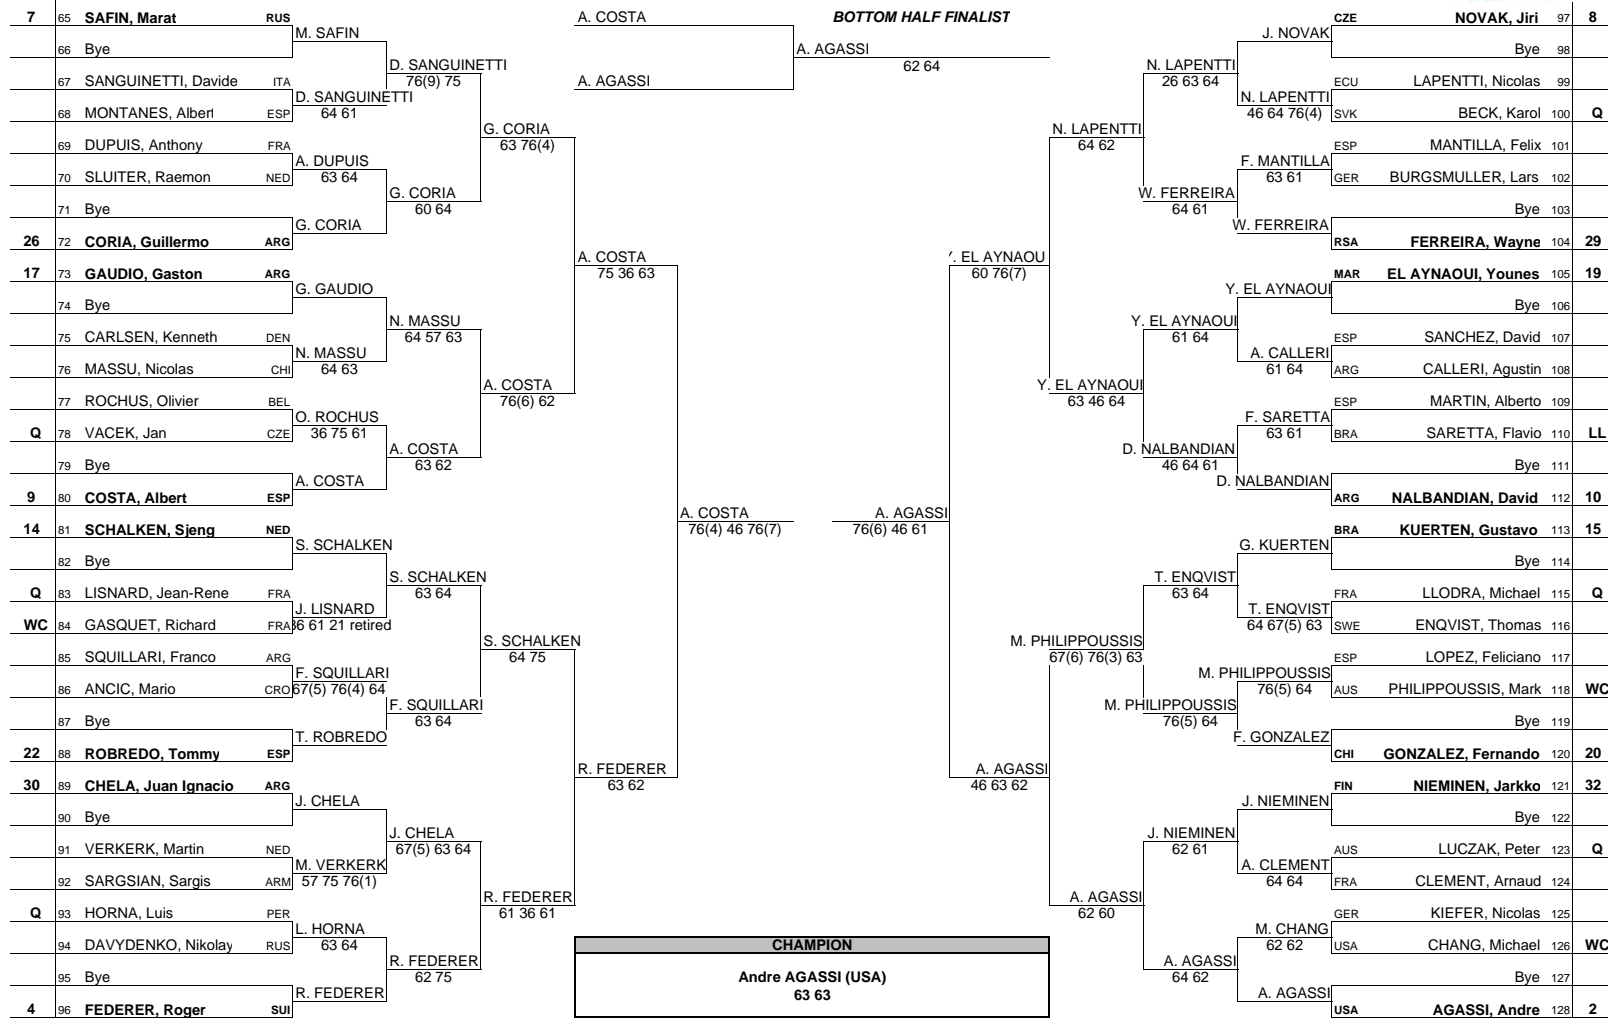 7 65 SAFIN, Marat RUS
M. SAFIN
66 Bye
D. SANGUINETTI
76(9) 75
67 SANGUINETTI, Davide ITA
D. SANGUINETTI
64 61
68 MONTANES, Albert ESP
G. CORIA
63 76(4)
69 DUPUIS, Anthony FRA
A. DUPUIS
63 64
70 SLUITER, Raemon NED
G. CORIA
60 64
71 Bye
G. CORIA
26 72 CORIA, Guillermo ARG
A. COSTA
75 36 63
17 73 GAUDIO, Gaston ARG
G. GAUDIO
74 Bye
N. MASSU
64 57 63
75 CARLSEN, Kenneth DEN
N. MASSU
64 63
76 MASSU, Nicolas CHI
A. COSTA
76(6) 62
77 ROCHUS, Olivier BEL
O. ROCHUS
36 75 61
Q 78 VACEK, Jan CZE
A. COSTA
63 62
79 Bye
A. COSTA
9 80 COSTA, Albert ESP
A. COSTA
76(4) 46 76(7)
14 81 SCHALKEN, Sjeng NED
S. SCHALKEN
82 Bye
S. SCHALKEN
63 64
Q 83 LISNARD, Jean-Rene FRA
J. LISNARD
36 61 21 retired
WC 84 GASQUET, Richard FRA
S. SCHALKEN
64 75
85 SQUILLARI, Franco ARG
F. SQUILLARI
67(5) 76(4) 64
86 ANCIC, Mario CRO
F. SQUILLARI
63 64
87 Bye
T. ROBREDO
22 88 ROBREDO, Tommy ESP
R. FEDERER
63 62
30 89 CHELA, Juan Ignacio ARG
J. CHELA
90 Bye
J. CHELA
67(5) 63 64
91 VERKERK, Martin NED
M. VERKERK
57 75 76(1)
92 SARGSIAN, Sargis ARM
R. FEDERER
61 36 61
Q 93 HORNA, Luis PER
L. HORNA
63 64
94 DAVYDENKO, Nikolay RUS
R. FEDERER
62 75
95 Bye
R. FEDERER
4 96 FEDERER, Roger SUI
A. COSTA
BOTTOM HALF FINALIST
A. AGASSI
62 64
A. AGASSI
CZE NOVAK, Jiri 97 8
J. NOVAK
Bye 98
N. LAPENTTI
26 63 64
ECU LAPENTTI, Nicolas 99
N. LAPENTTI
46 64 76(4)
SVK BECK, Karol 100 Q
N. LAPENTTI
64 62
ESP MANTILLA, Felix 101
F. MANTILLA
63 61
GER BURGSMULLER, Lars 102
W. FERREIRA
64 61
Bye 103
W. FERREIRA
RSA FERREIRA, Wayne 104 29
Y. EL AYNAOU
60 76(7)
MAR EL AYNAOUI, Younes 105 19
Y. EL AYNAOUI
Bye 106
Y. EL AYNAOUI
61 64
ESP SANCHEZ, David 107
A. CALLERI
61 64
ARG CALLERI, Agustin 108
Y. EL AYNAOUI
63 46 64
ESP MARTIN, Alberto 109
F. SARETTA
63 61
BRA SARETTA, Flavio 110 LL
D. NALBANDIAN
46 64 61
Bye 111
D. NALBANDIAN
ARG NALBANDIAN, David 112 10
A. AGASSI
76(6) 46 61
BRA KUERTEN, Gustavo 113 15
G. KUERTEN
Bye 114
T. ENQVIST
63 64
FRA LLODRA, Michael 115 Q
T. ENQVIST
64 67(5) 63
SWE ENQVIST, Thomas 116
M. PHILIPPOUSSIS
67(6) 76(3) 63
ESP LOPEZ, Feliciano 117
M. PHILIPPOUSSIS
76(5) 64
AUS PHILIPPOUSSIS, Mark 118 WC
M. PHILIPPOUSSIS
76(5) 64
Bye 119
F. GONZALEZ
CHI GONZALEZ, Fernando 120 20
A. AGASSI
46 63 62
FIN NIEMINEN, Jarkko 121 32
J. NIEMINEN
Bye 122
J. NIEMINEN
62 61
AUS LUCZAK, Peter 123 Q
A. CLEMENT
64 64
FRA CLEMENT, Arnaud 124
A. AGASSI
62 60
GER KIEFER, Nicolas 125
M. CHANG
62 62
USA CHANG, Michael 126 WC
A. AGASSI
64 62
Bye 127
A. AGASSI
USA AGASSI, Andre 128 2
CHAMPION
Andre AGASSI (USA)
63 63